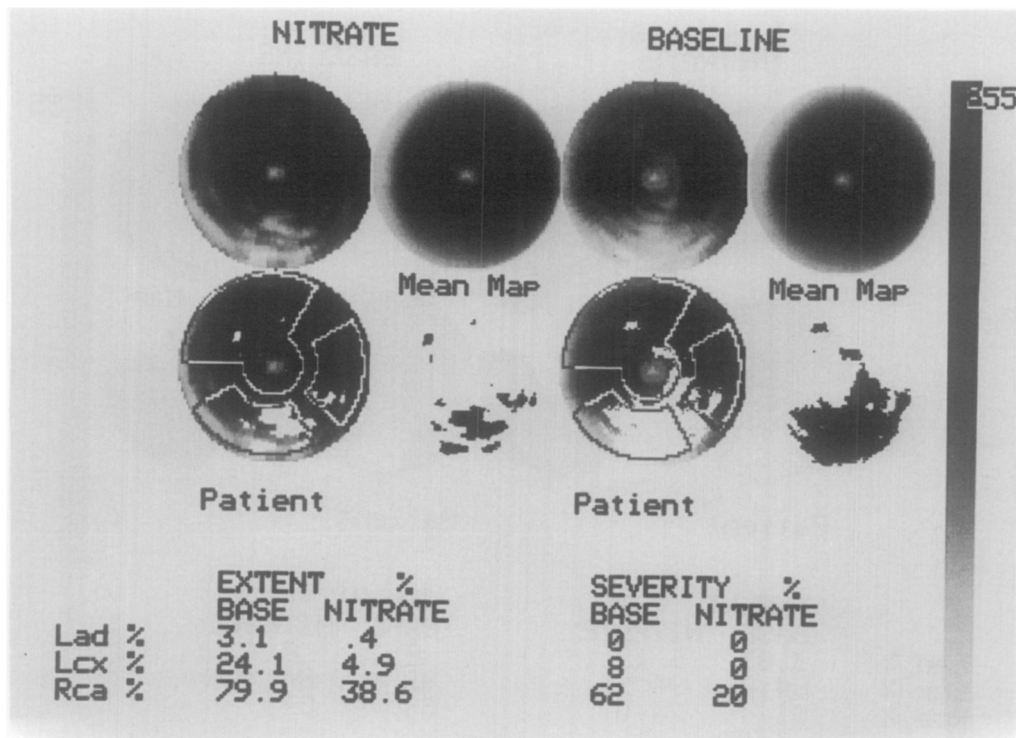 NITRATE BASELINE
255
Mean Map Mean Map
Patient Patient
EXTENT % SEVERITY %
BASE NITRATE BASE NITRATE
Lad % 3.1 .4 0 0
Lcx % 24.1 4.9 8 0
Rca % 79.9 38.6 62 20